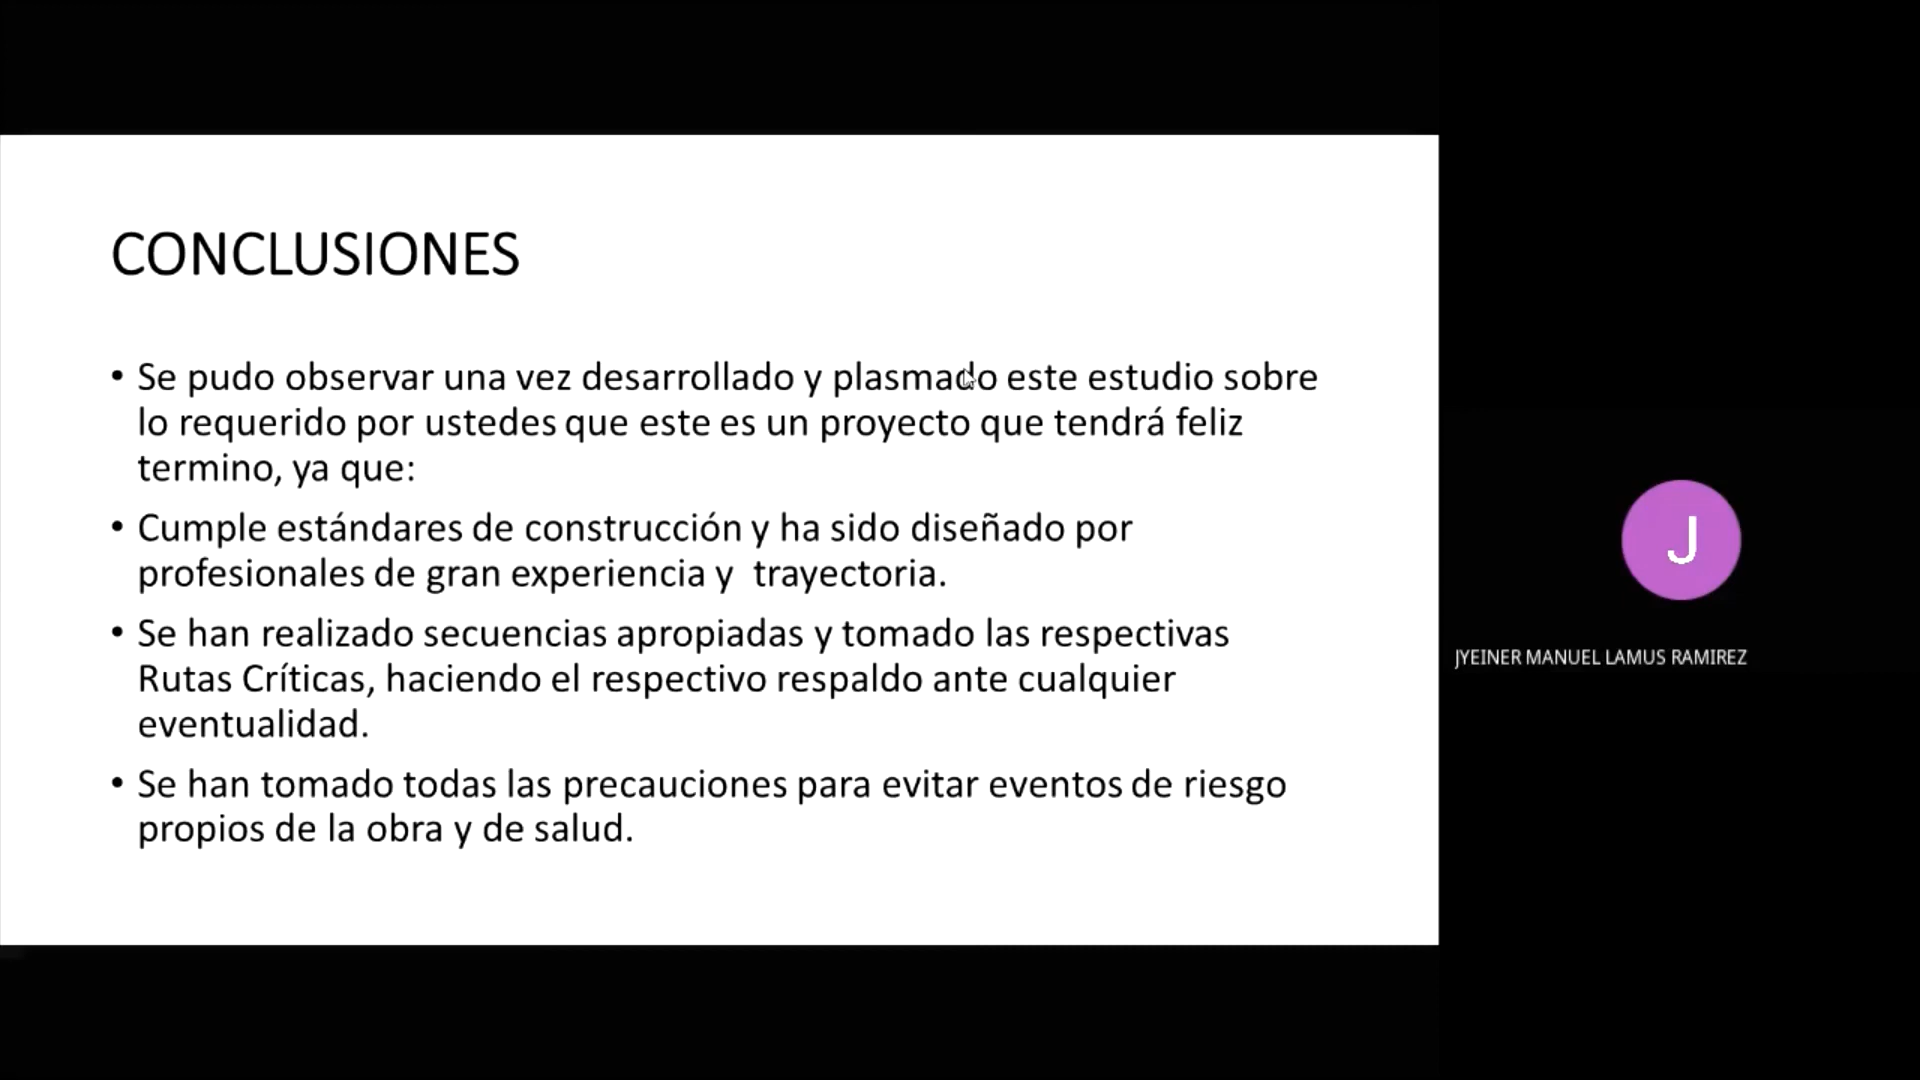 CONCLUSIONES
• Se pudo observar una vez desarrollado y plasmado este estudio sobre
lo requerido por ustedes que este es un proyecto que tendrá feliz
termino, ya que:
• Cumple estándares de construcción y ha sido diseñado por
profesionales de gran experiencia y  trayectoria.
• Se han realizado secuencias apropiadas y tomado las respectivas
Rutas Críticas, haciendo el respectivo respaldo ante cualquier
eventualidad.
• Se han tomado todas las precauciones para evitar eventos de riesgo
propios de la obra y de salud.
J
JYEINER MANUEL LAMUS RAMIREZ